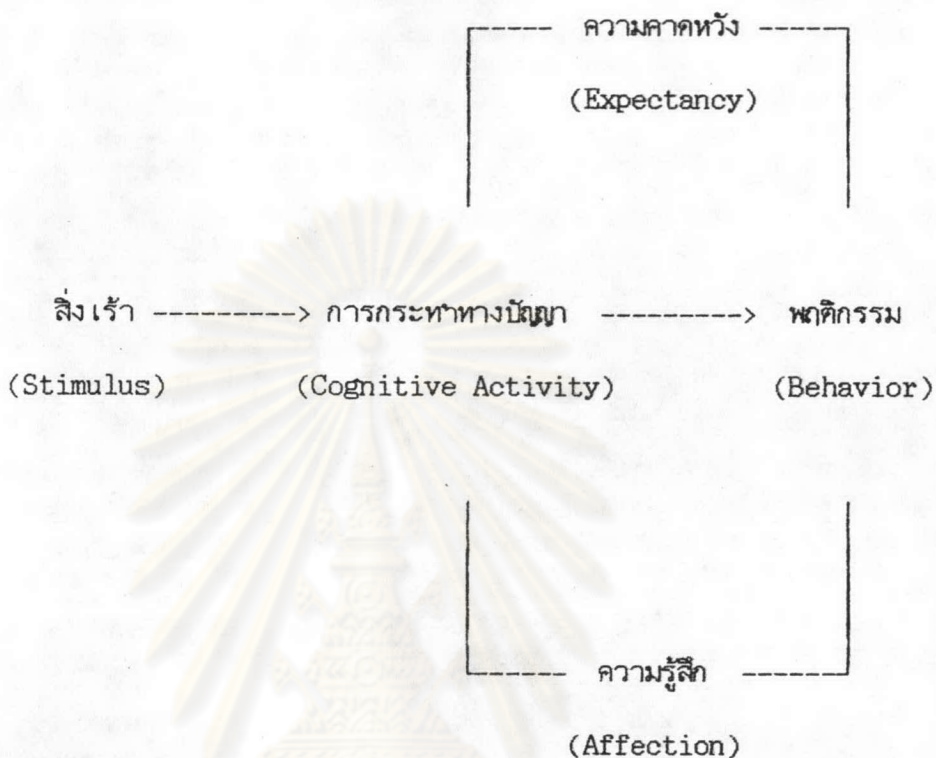 ความคาดหวัง
(Expectancy)
สิ่งเร้า ---------> การกระทำทางปัญญา ---------> พฤติกรรม
(Stimulus) (Cognitive Activity) (Behavior)
ความรู้สึก
(Affection)